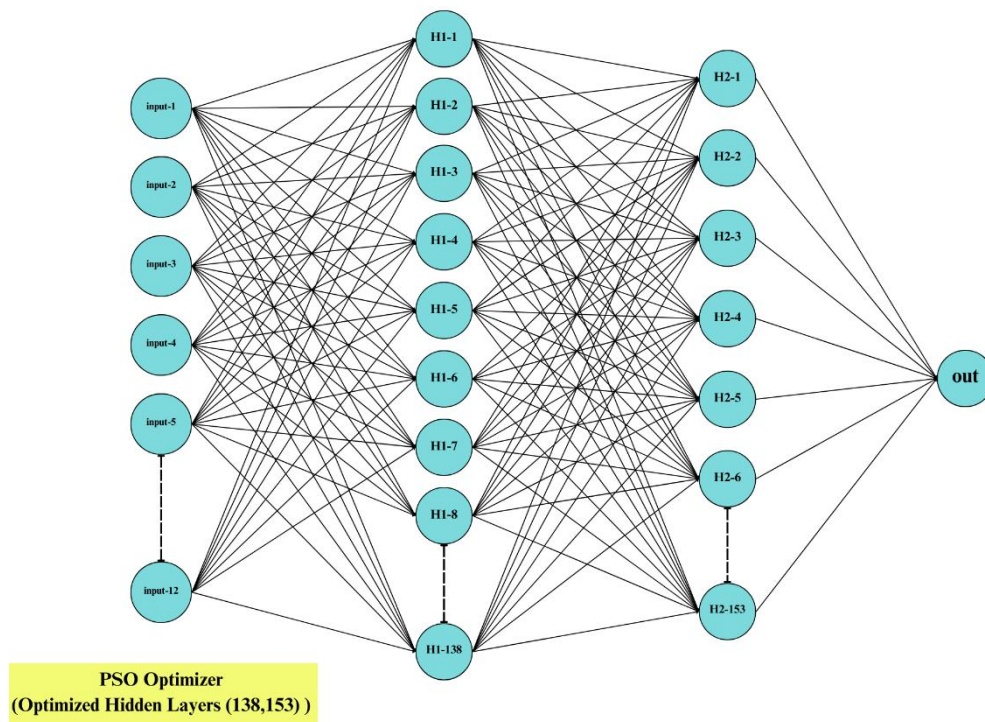 input-1
input-2
input-3
input-4
input-5
input-12
H1-1
H1-2
H1-3
H1-4
H1-5
H1-6
H1-7
H1-8
H1-138
H2-1
H2-2
H2-3
H2-4
H2-5
H2-6
H2-153
out
PSO Optimizer
(Optimized Hidden Layers (138,153) )